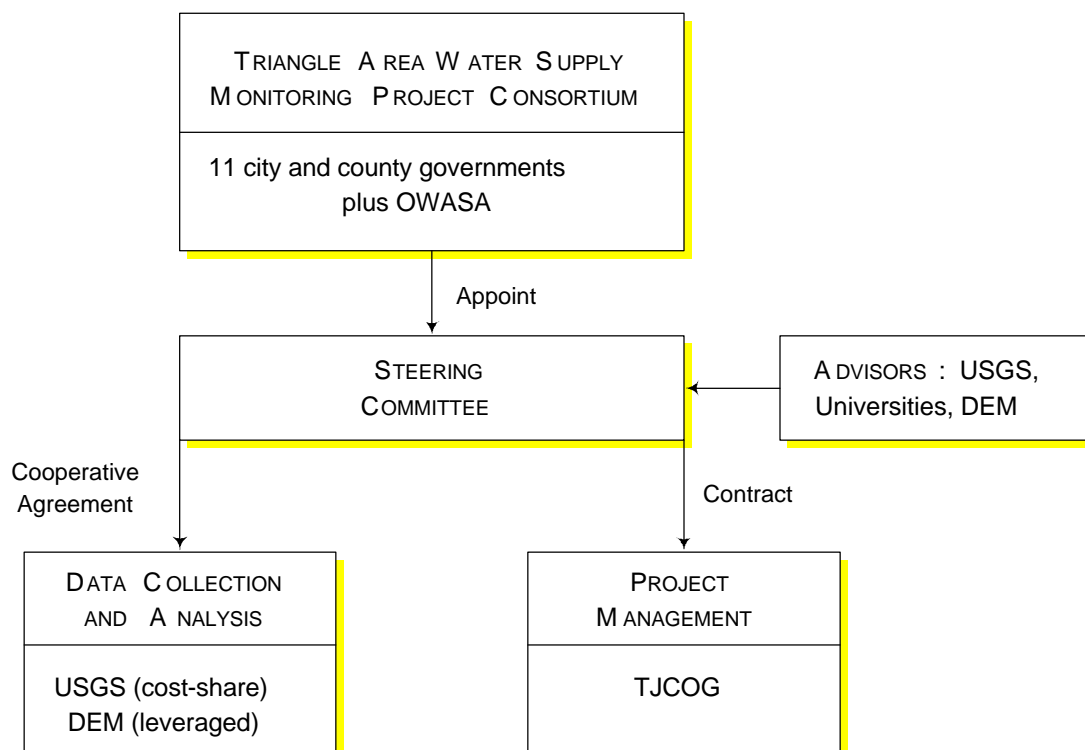 TRIANGLE AREA WATER SUPPLY
MONITORING PROJECT CONSORTIUM
11 city and county governments
plus OWASA
Appoint
STEERING
COMMITTEE
ADVISORS : USGS,
Universities, DEM
Cooperative
Agreement
Contract
DATA COLLECTION
AND ANALYSIS
USGS (cost-share)
DEM (leveraged)
PROJECT
MANAGEMENT
TJCOG